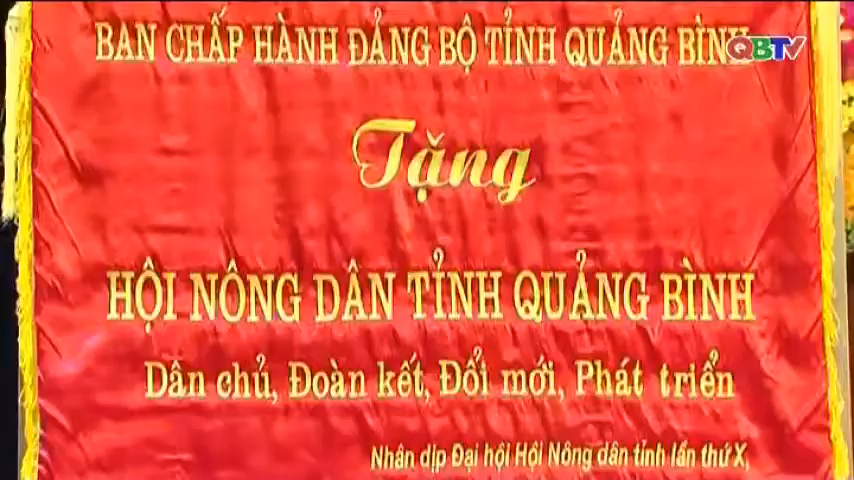 BAN CHẤP HÀNH ĐẢNG BỘ TỈNH QUẢNG BÌNH
QBTV
Tặng
HỘI NÔNG DÂN TỈNH QUẢNG BÌNH
Dân chủ, Đoàn kết, Đổi mới, Phát triển
Nhân dịp Đại hội Hội Nông dân tỉnh lần thứ X,